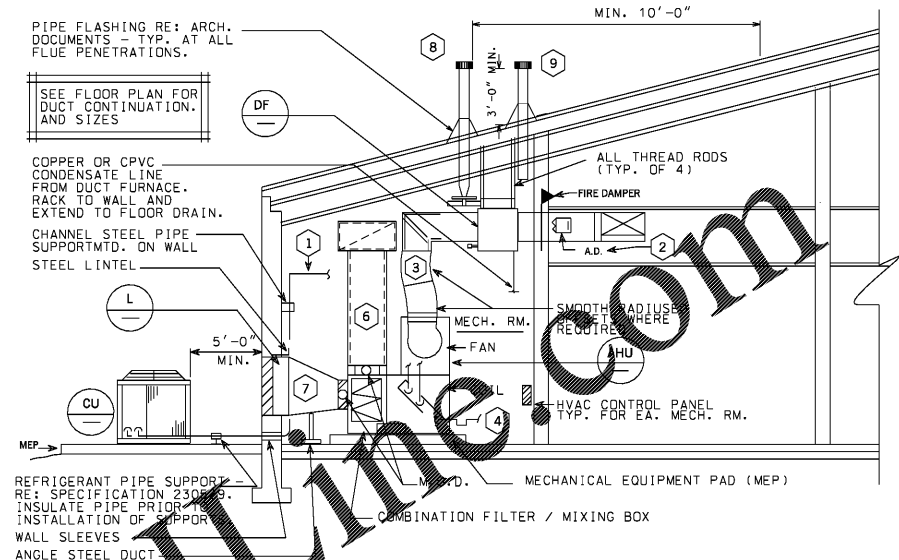 MIN. 10'-0"
PIPE FLASHING RE: ARCH.
DOCUMENTS - TYP. AT ALL
FLUE PENETRATIONS.
8
9
3'-0" MIN.
SEE FLOOR PLAN FOR
DUCT CONTINUATION.
AND SIZES
DF
COPPER OR CPVC
CONDENSATE LINE
FROM DUCT FURNACE.
RACK TO WALL AND
EXTEND TO FLOOR DRAIN.
ALL THREAD RODS
(TYP. OF 4)
FIRE DAMPER
A.D.
2
CHANNEL STEEL PIPE
SUPPORTMTD. ON WALL
STEEL LINTEL
1
3
L
6
MECH. RM.
SMOOTH RADIUSED
WHERE
REQUIRED
FAN
AHU
5'-0"
MIN.
7
CU
4
HVAC CONTROL PANEL
TYP. FOR EA. MECH. RM.
MEP
REFRIGERANT PIPE SUPPORT -
RE: SPECIFICATION
INSULATE PIPE PRIOR TO
INSTALLATION OF SUPPORTS.
WALL SLEEVES
ANGLE STEEL DUCT
MECHANICAL EQUIPMENT PAD (MEP)
COMBINATION FILTER / MIXING BOX
Line Com